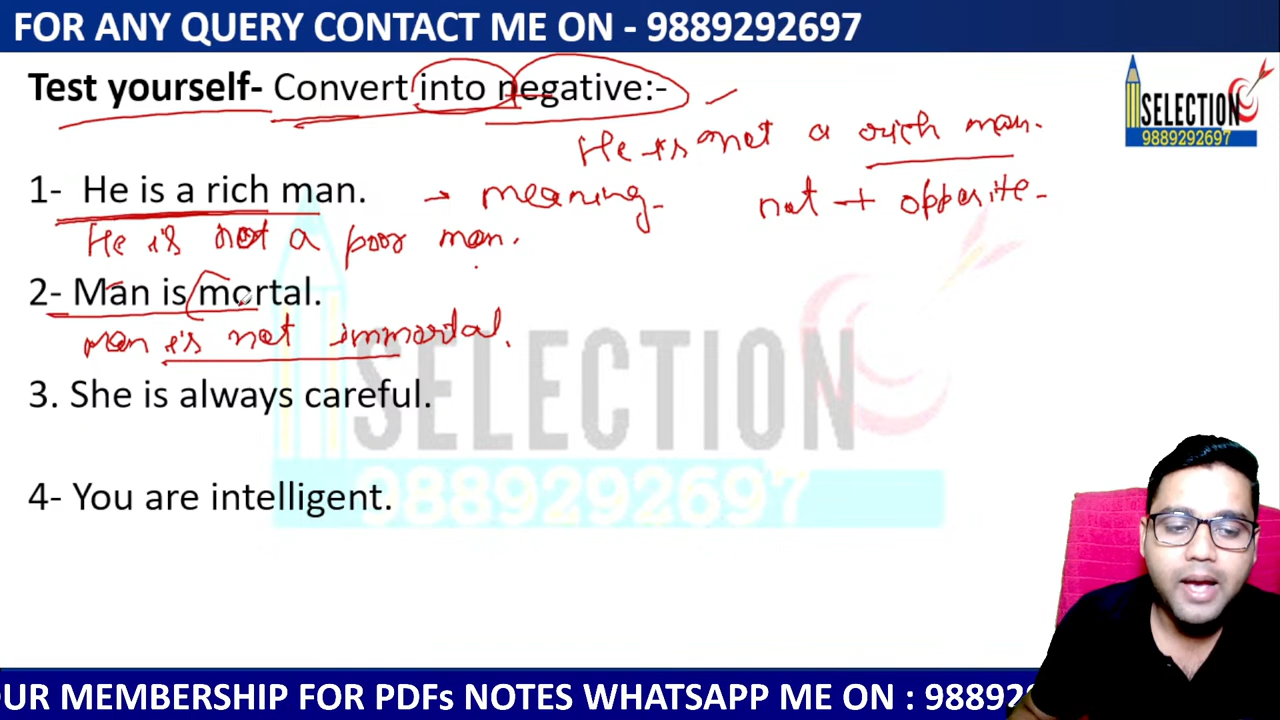 FOR ANY QUERY CONTACT ME ON - 9889292697
Test yourself- Convert into negative:-
SELECTION
9889292697
He is not a rich man.
1- He is a rich man. → meaning. not + opposite.
He is not a poor man.
2- Man is mortal.
Man is not immortal.
3. She is always careful.
SELECTION
4- You are intelligent.
9889292697
OUR MEMBERSHIP FOR PDFs NOTES WHATSAPP ME ON : 98892